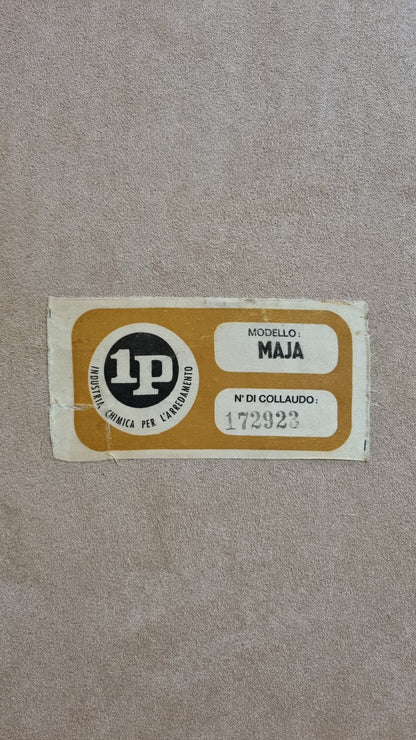 1P
INDUSTRIA CHIMICA PER L'ARREDAMENTO
MODELLO:
MAJA
N° DI COLLAUDO:
172923